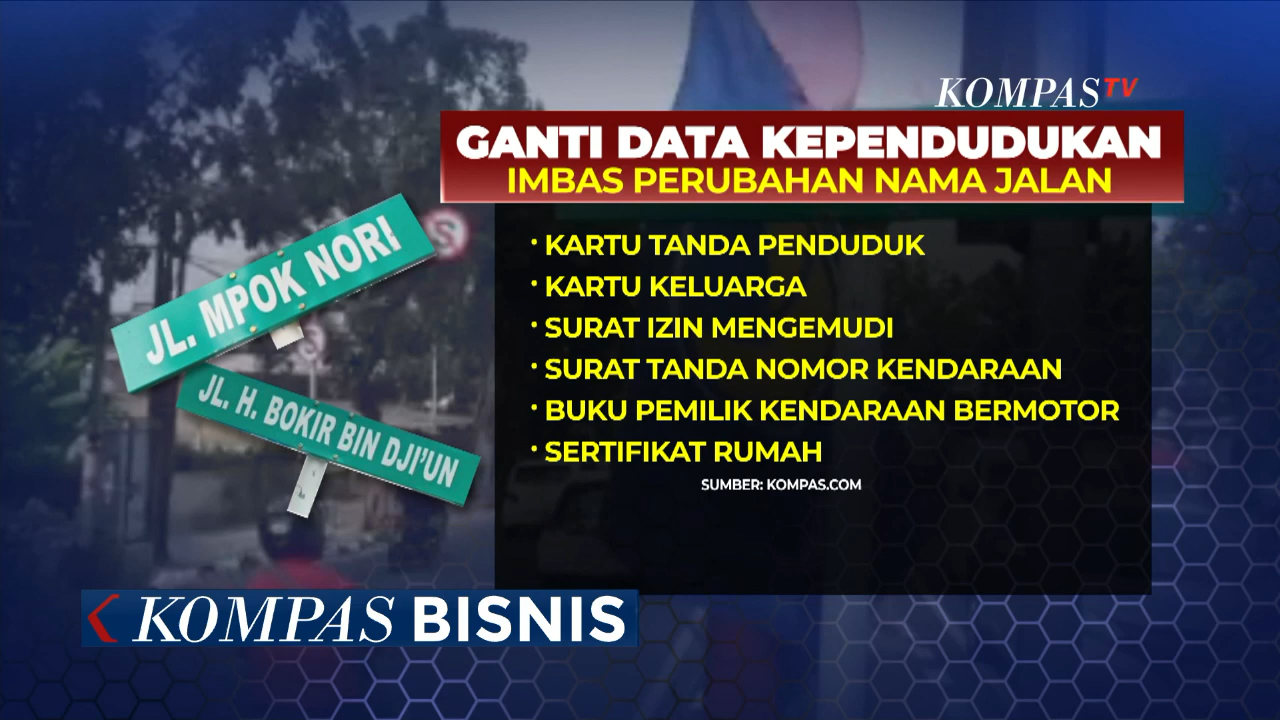 KOMPAS TV
GANTI DATA KEPENDUDUKAN
IMBAS PERUBAHAN NAMA JALAN
• KARTU TANDA PENDUDUK
• KARTU KELUARGA
• SURAT IZIN MENGEMUDI
• SURAT TANDA NOMOR KENDARAAN
• BUKU PEMILIK KENDARAAN BERMOTOR
• SERTIFIKAT RUMAH
SUMBER: KOMPAS.COM
JL. MPOK NORI
JL. H. BOKIR BIN DJI'UN
S
S
KOMPAS BISNIS